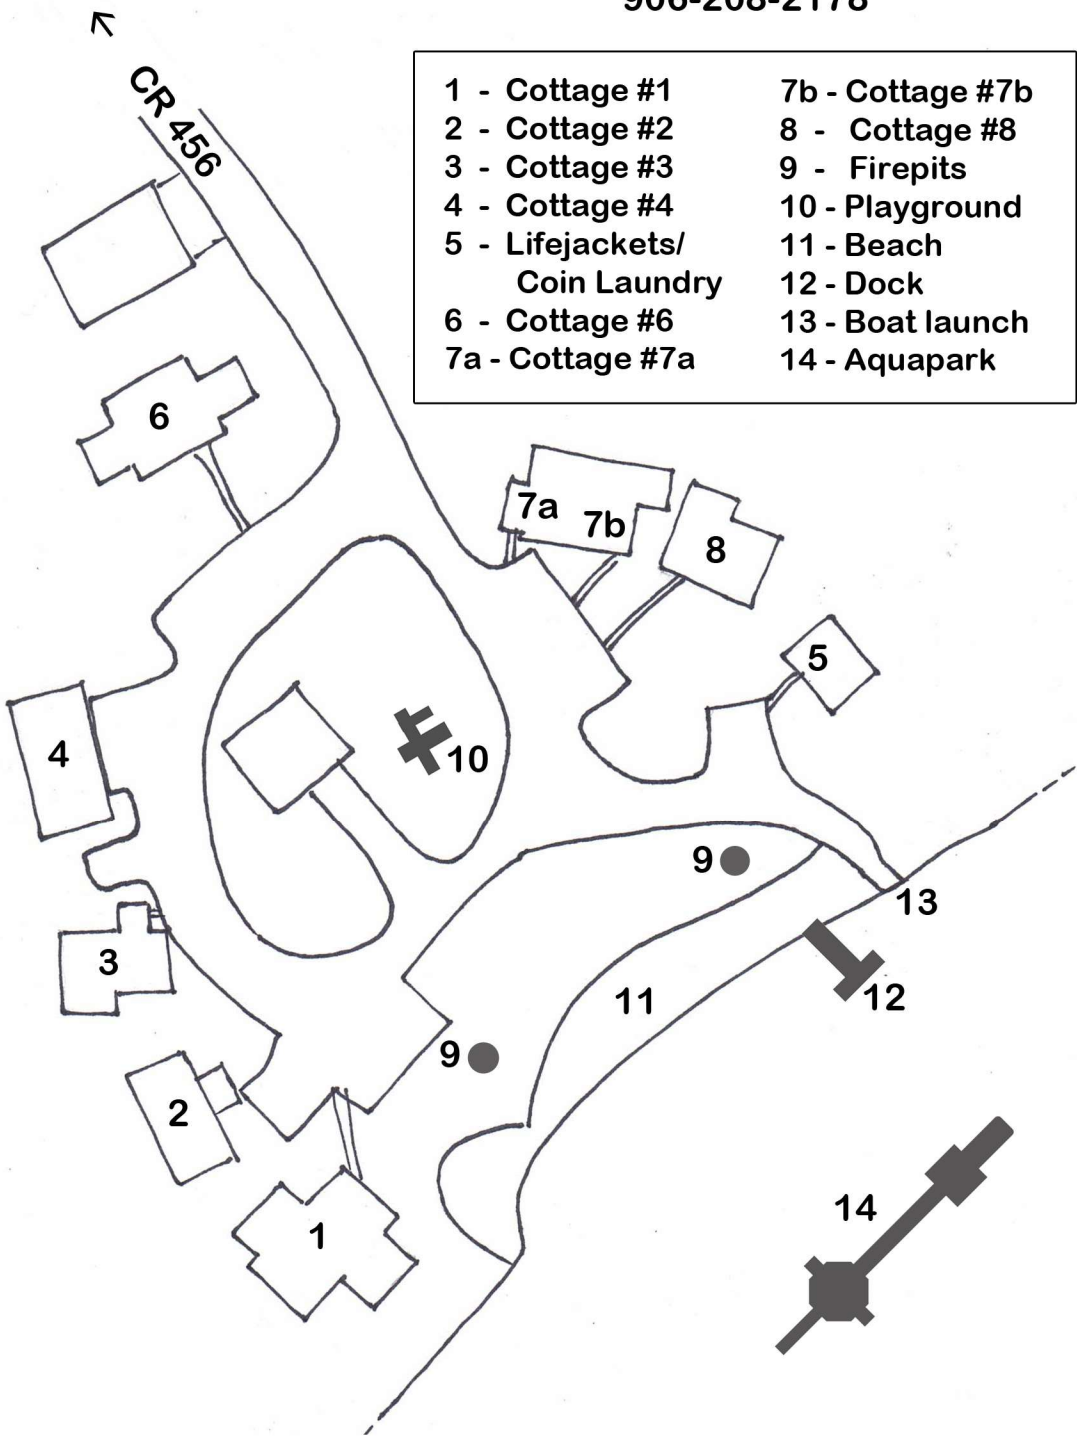 906-208-2178
CR 456
1 - Cottage #1
2 - Cottage #2
3 - Cottage #3
4 - Cottage #4
5 - Lifejackets/
Coin Laundry
6 - Cottage #6
7a - Cottage #7a
7b - Cottage #7b
8 - Cottage #8
9 - Firepits
10 - Playground
11 - Beach
12 - Dock
13 - Boat launch
14 - Aquapark
6
7a
7b
8
5
4
10
9
13
3
11
12
9
2
14
1